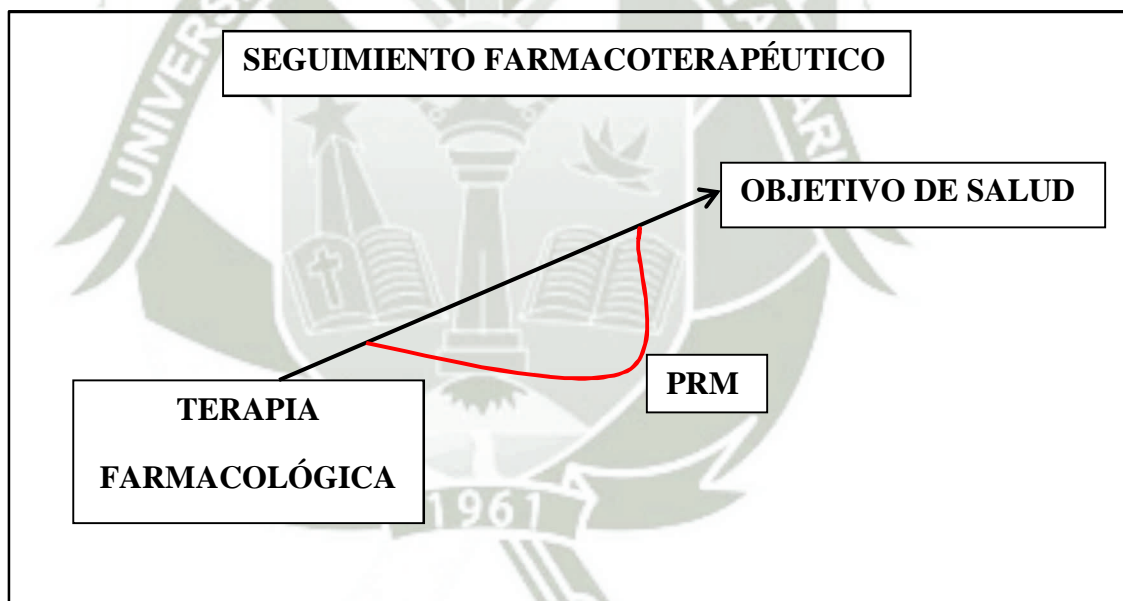 SEGUIMIENTO FARMACOTERAPÉUTICO
OBJETIVO DE SALUD
PRM
TERAPIA
FARMACOLÓGICA
1961